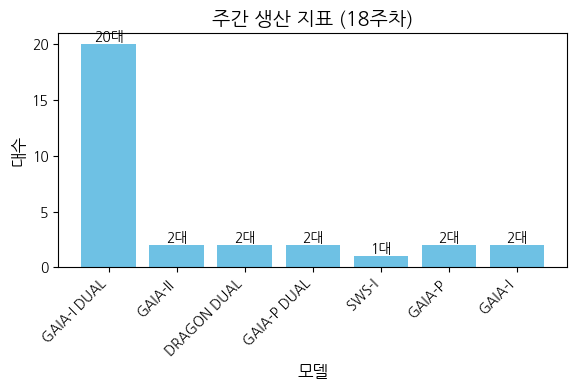 주간 생산 지표 (18주차)
대수
20
15
10
5
0
20대
2대
2대
2대
1대
2대
2대
GAIA-I DUAL
GAIA-II
DRAGON DUAL
GAIA-P DUAL
SWS-I
GAIA-P
GAIA-I
모델